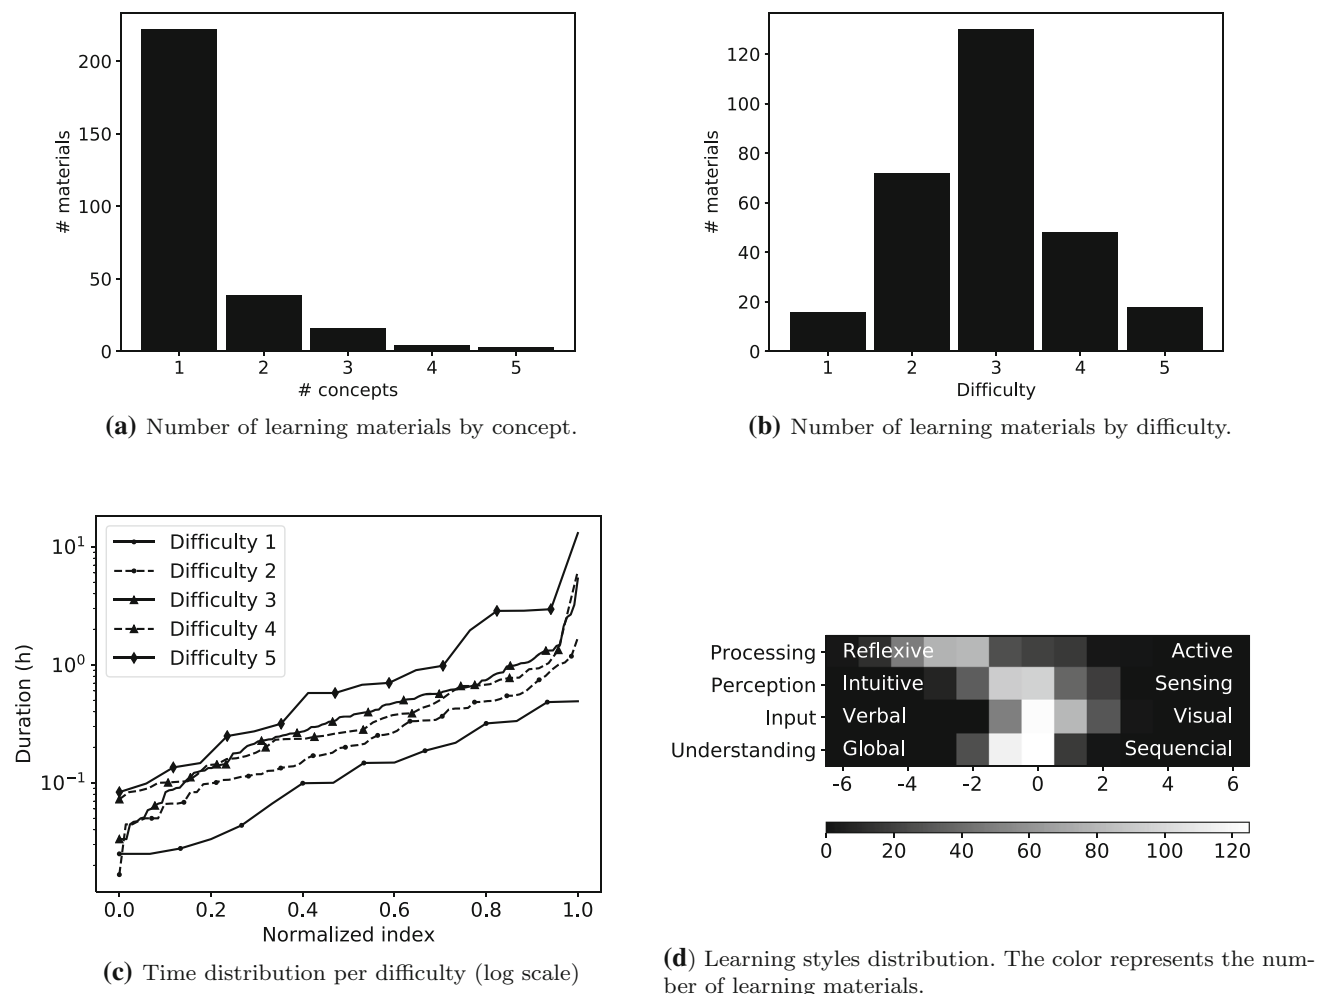 200
150
100
50
0
# materials
1 2 3 4 5
# concepts
(a) Number of learning materials by concept.
120
100
80
60
40
20
0
# materials
1 2 3 4 5
Difficulty
(b) Number of learning materials by difficulty.
Difficulty 1
Difficulty 2
Difficulty 3
Difficulty 4
Difficulty 5
10¹
10⁰
10⁻¹
Duration (h)
0.0 0.2 0.4 0.6 0.8 1.0
Normalized index
(c) Time distribution per difficulty (log scale)
Processing Reflexive Active
Perception Intuitive Sensing
Input Verbal Visual
Understanding Global Sequencial
-6 -4 -2 0 2 4 6
0 20 40 60 80 100 120
(d) Learning styles distribution. The color represents the num-
ber of learning materials.